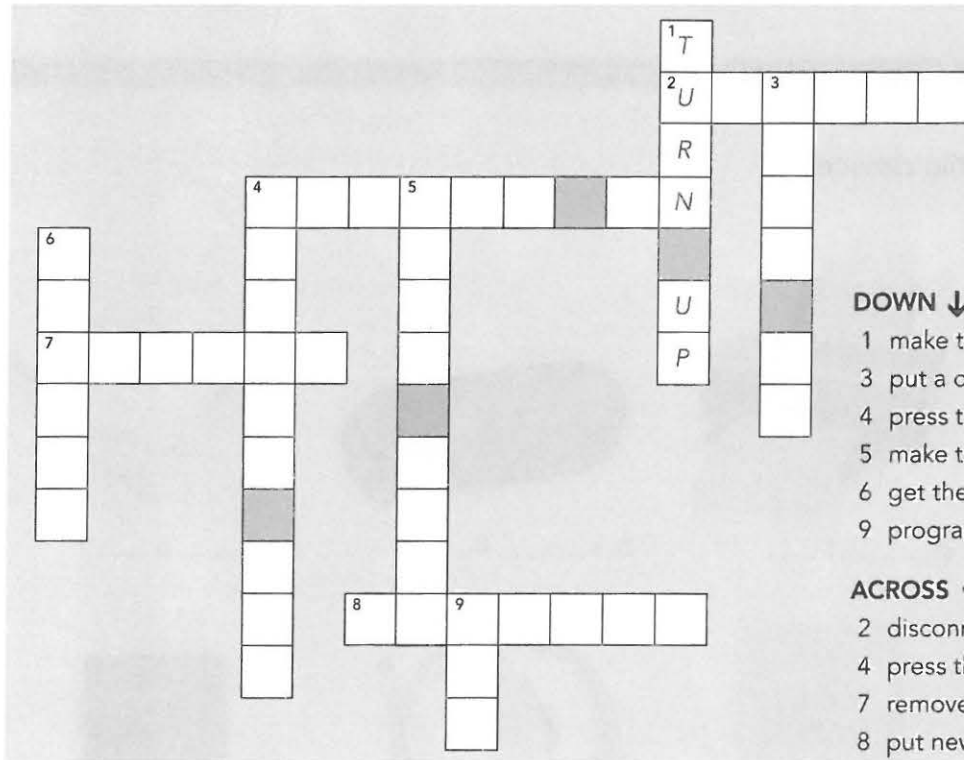 1 T
2 U 3
R
4 5 N
6
U
7 P
8 9
DOWN ↓
1 make t
3 put a
4 press t
5 make t
6 get the
9 progra
ACROSS
2 disconn
4 press
7 remove
8 put new